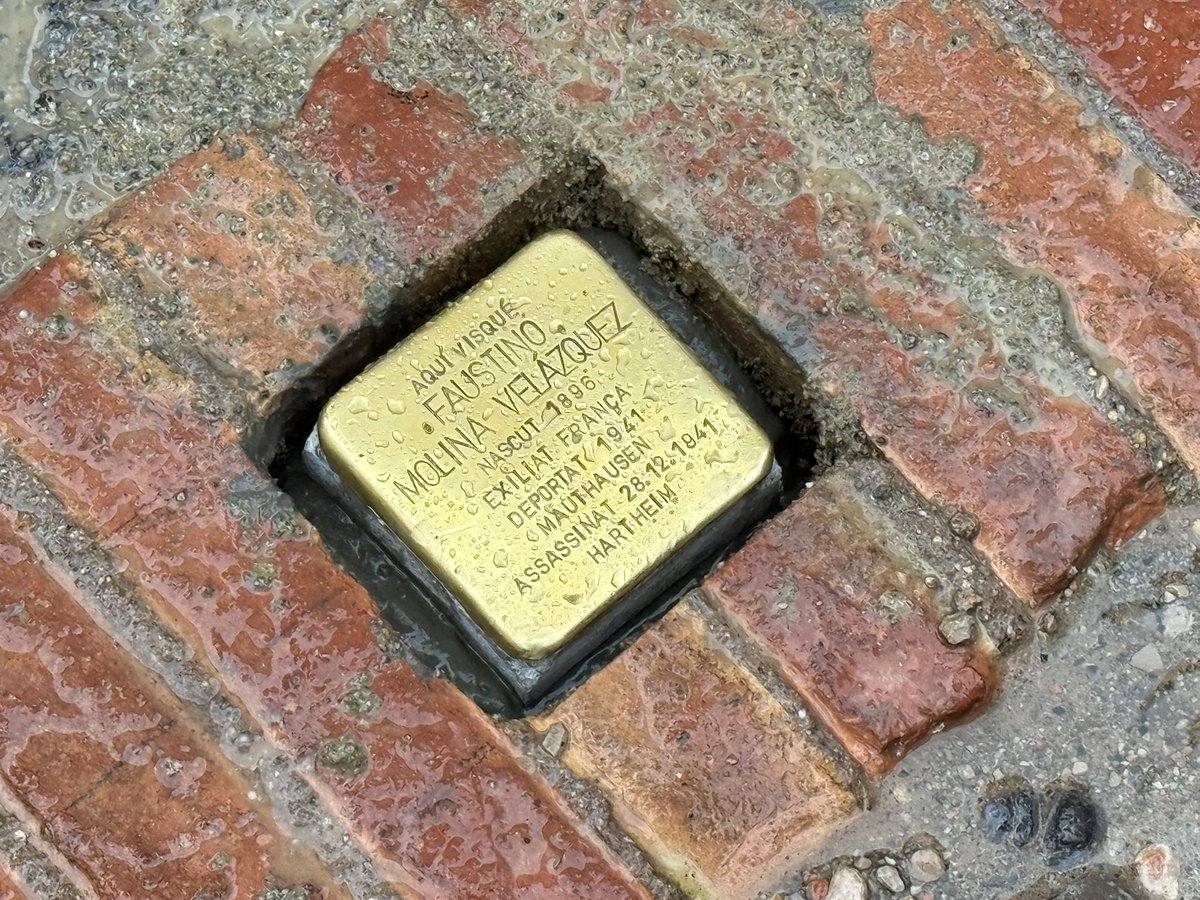 AQUÍ VISQUÉ
FAUSTINO
MOLINA-VELÁZQUEZ
NASCUT 1896
EXILIAT FRANÇA
DEPORTAT 1941
MAUTHAUSEN
ASSASSINAT 28.12.1941
HARTHEIM